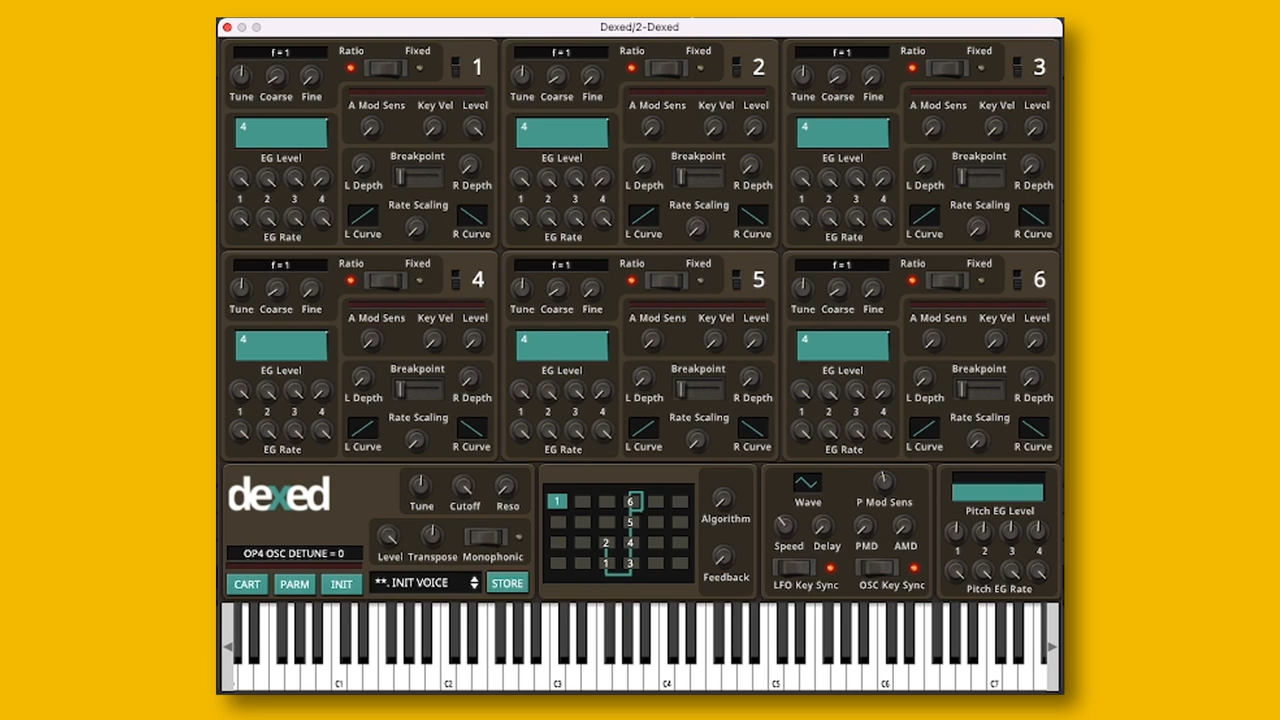 Dexed/2-Dexed
f = 1 Ratio Fixed 1
Tune Coarse Fine
A Mod Sens Key Vel Level
4
EG Level Breakpoint
L Depth R Depth
1 2 3 4 Rate Scaling
EG Rate L Curve R Curve
f = 1 Ratio Fixed 2
Tune Coarse Fine
A Mod Sens Key Vel Level
4
EG Level Breakpoint
L Depth R Depth
1 2 3 4 Rate Scaling
EG Rate L Curve R Curve
f = 1 Ratio Fixed 3
Tune Coarse Fine
A Mod Sens Key Vel Level
4
EG Level Breakpoint
L Depth R Depth
1 2 3 4 Rate Scaling
EG Rate L Curve R Curve
f = 1 Ratio Fixed 4
Tune Coarse Fine
A Mod Sens Key Vel Level
4
EG Level Breakpoint
L Depth R Depth
1 2 3 4 Rate Scaling
EG Rate L Curve R Curve
f = 1 Ratio Fixed 5
Tune Coarse Fine
A Mod Sens Key Vel Level
4
EG Level Breakpoint
L Depth R Depth
1 2 3 4 Rate Scaling
EG Rate L Curve R Curve
f = 1 Ratio Fixed 6
Tune Coarse Fine
A Mod Sens Key Vel Level
4
EG Level Breakpoint
L Depth R Depth
1 2 3 4 Rate Scaling
EG Rate L Curve R Curve
dexed
Tune Cutoff Reso
OP4 OSC DETUNE = 0
Level Transpose Monophonic
CART PARM INIT **. INIT VOICE STORE
1 6
5
2 4
1 3
Algorithm
Feedback
Wave P Mod Sens
Speed Delay PMD AMD
LFO Key Sync OSC Key Sync
Pitch EG Level
1 2 3 4
Pitch EG Rate
C1 C2 C3 C4 C5 C6 C7